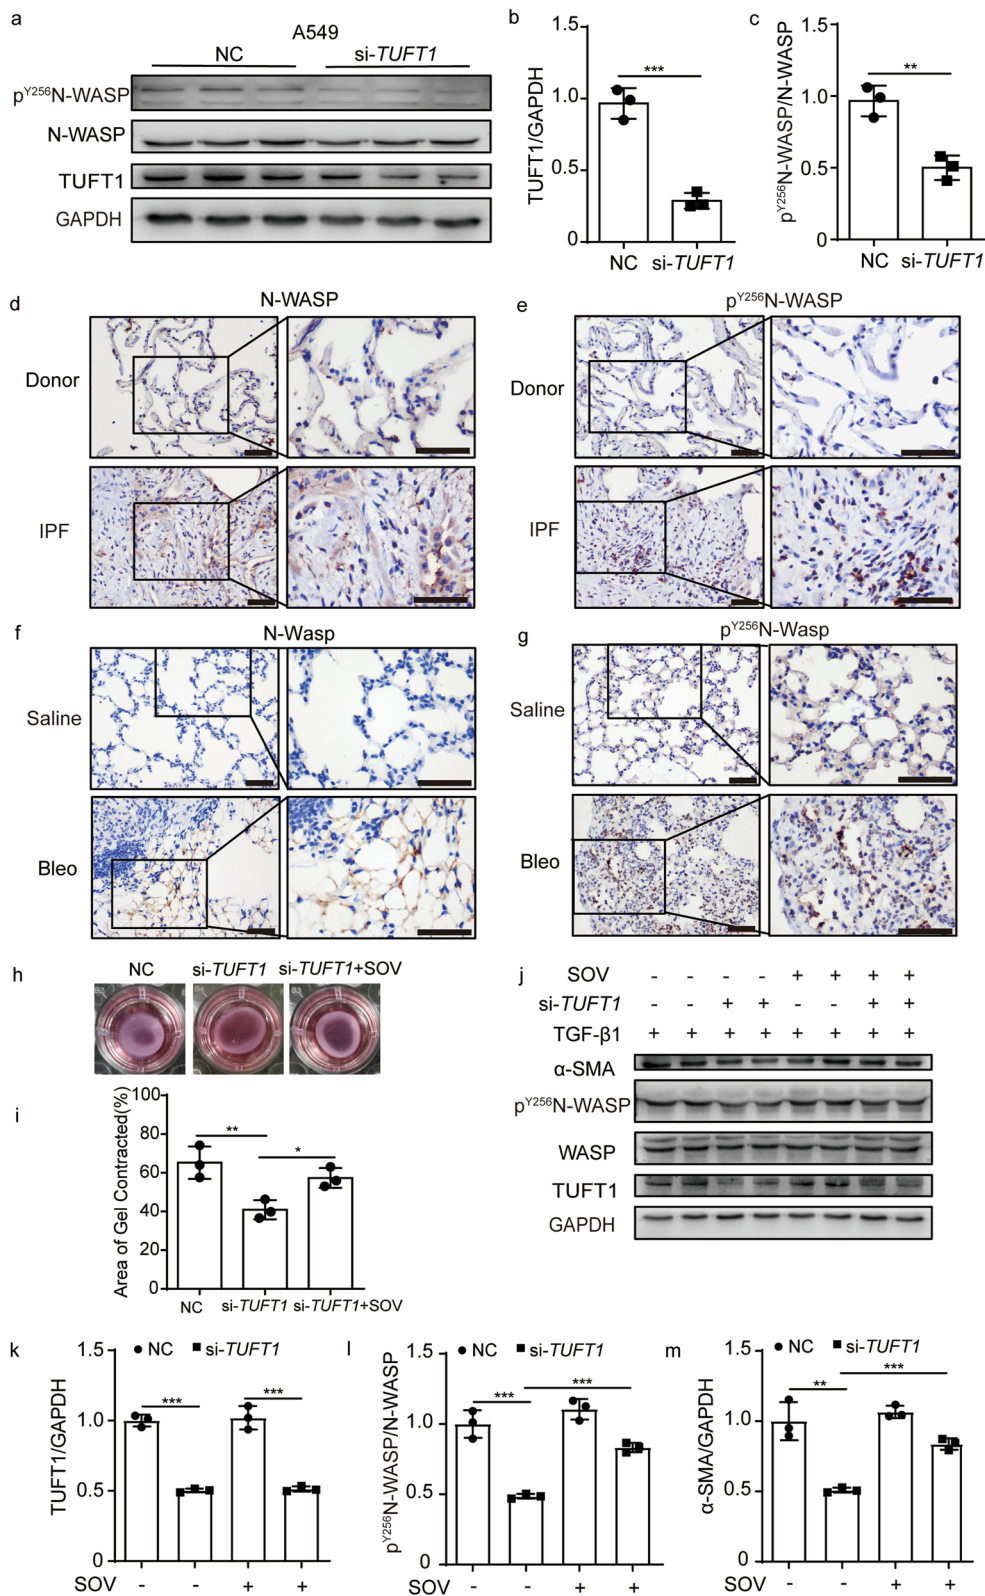 a
A549
NC si-TUFT1
pY256N-WASP
N-WASP
TUFT1
GAPDH
b
TUFT1/GAPDH
1.5
1.0
0.5
0
***
NC si-TUFT1
c
pY256N-WASP/N-WASP
1.5
1.0
0.5
0
**
NC si-TUFT1
d
N-WASP
Donor
IPF
e
pY256N-WASP
Donor
IPF
f
N-Wasp
Saline
Bleo
g
pY256N-Wasp
Saline
Bleo
h
NC si-TUFT1 si-TUFT1+SOV
B2 B4 B3
i
Area of Gel Contracted(%)
100
80
60
40
20
0
**
*
NC si-TUFT1 si-TUFT1+SOV
j
SOV - - - - + + + +
si-TUFT1 - - + + - - + +
TGF-β1 + + + + + + + +
α-SMA
pY256N-WASP
WASP
TUFT1
GAPDH
k
NC si-TUFT1
TUFT1/GAPDH
1.5
1.0
0.5
0
***
***
SOV - - + +
l
NC si-TUFT1
pY256N-WASP/N-WASP
1.5
1.0
0.5
0
***
***
SOV - - + +
m
NC si-TUFT1
α-SMA/GAPDH
1.5
1.0
0.5
0
**
***
SOV - - + +